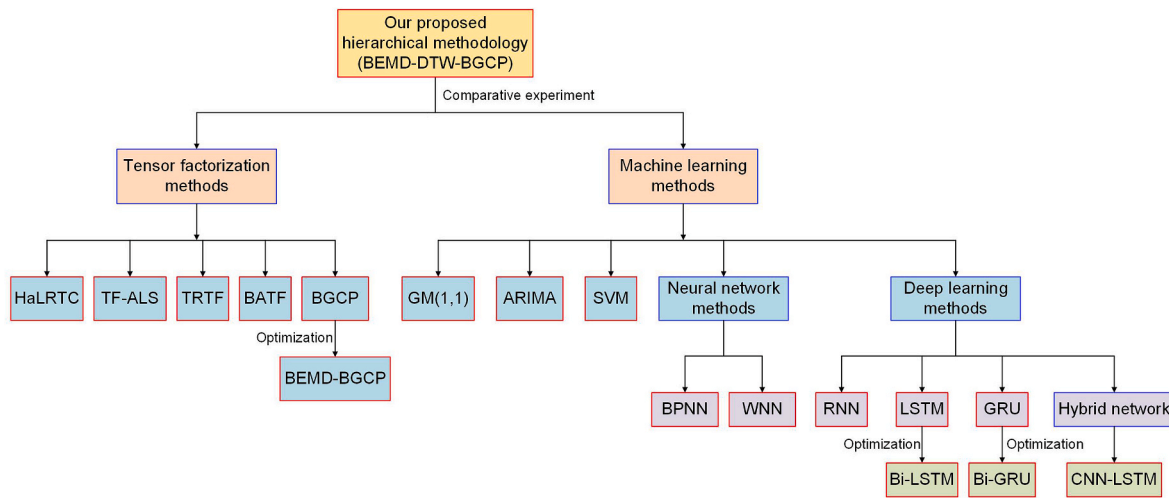 Our proposed
hierarchical methodology
(BEMD-DTW-BGCP)
Comparative experiment
Tensor factorization
methods
Machine learning
methods
HaLRTC
TF-ALS
TRTF
BATF
BGCP
GM(1,1)
ARIMA
SVM
Neural network
methods
Deep learning
methods
Optimization
BEMD-BGCP
BPNN
WNN
RNN
LSTM
GRU
Hybrid network
Optimization
Optimization
Bi-LSTM
Bi-GRU
CNN-LSTM